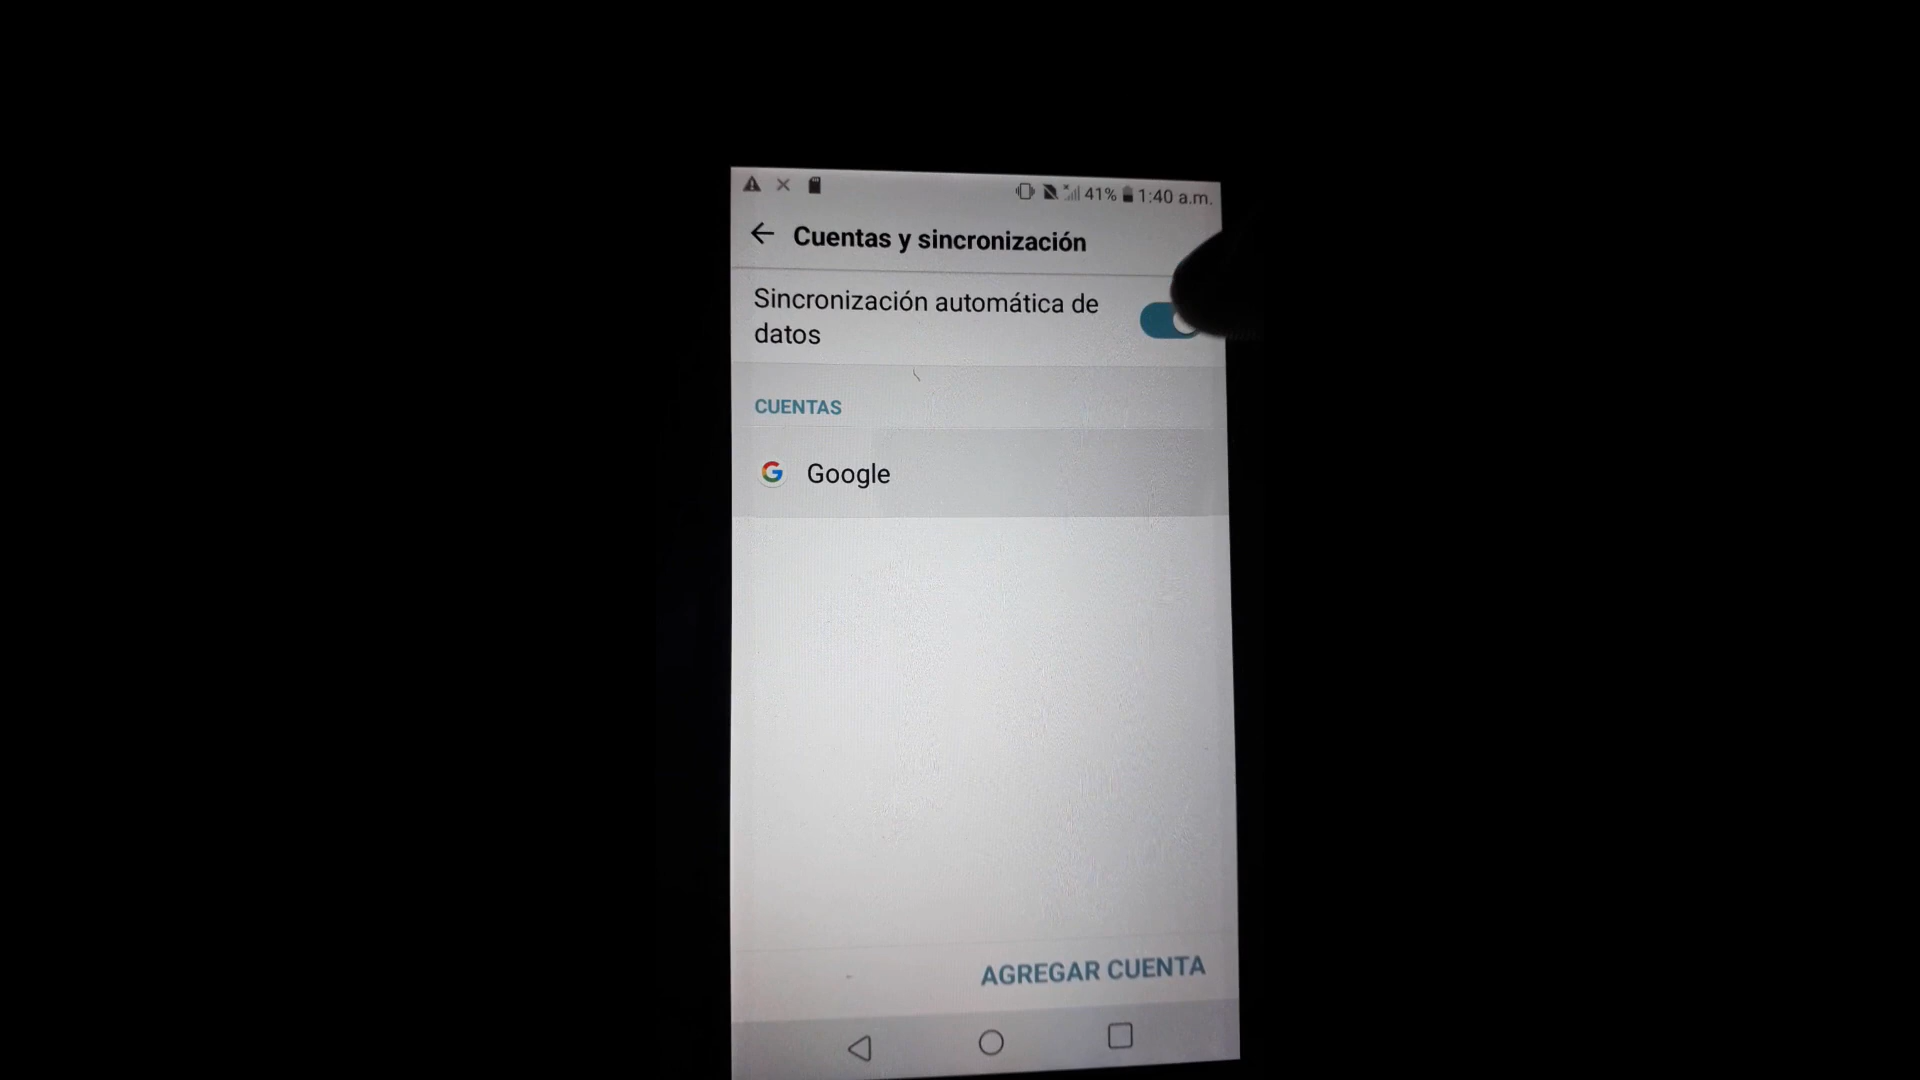 41% 1:40 a.m.
Cuentas y sincronización
Sincronización automática de
datos
CUENTAS
Google
AGREGAR CUENTA